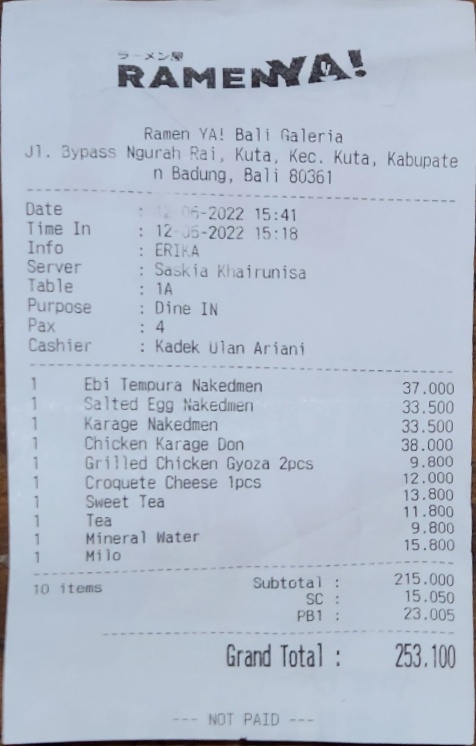 ラーメン屋
RAMEN YA!
Ramen YA! Bali Galeria
Jl. Bypass Ngurah Rai, Kuta, Kec. Kuta, Kabupate
n Badung, Bali 80361
Date : 12-06-2022 15:41
Time In : 12-06-2022 15:18
Info : ERIKA
Server : Saskia Khairunisa
Table : 1A
Purpose : Dine IN
Pax : 4
Cashier : Kadek Ulan Ariani
1 Ebi Tempura Nakedmen 37.000
1 Salted Egg Nakedmen 33.500
1 Karage Nakedmen 33.500
1 Chicken Karage Don 38.000
1 Grilled Chicken Gyoza 2pcs 9.800
1 Croquete Cheese 1pcs 12.000
1 Sweet Tea 13.800
1 Tea 11.800
1 Mineral Water 9.800
1 Milo 15.800
10 items Subtotal : 215.000
SC : 15.050
PB1 : 23.005
Grand Total : 253.100
--- NOT PAID ---